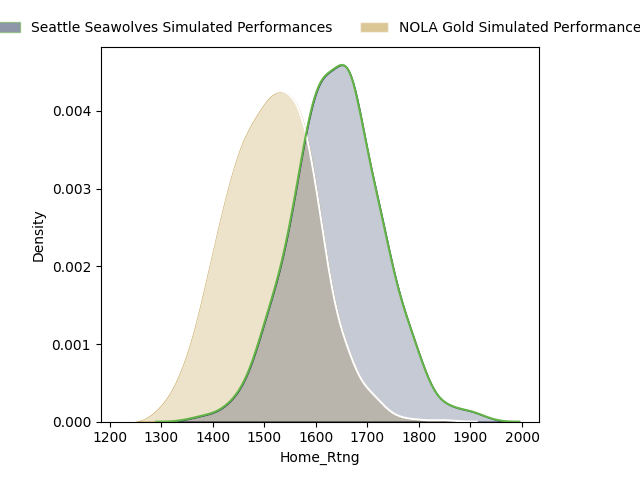 Seattle Seawolves Simulated Performances
NOLA Gold Simulated Performance
0.004
0.003
0.002
0.001
0.000
Density
1200 1300 1400 1500 1600 1700 1800 1900 2000
Home_Rtng